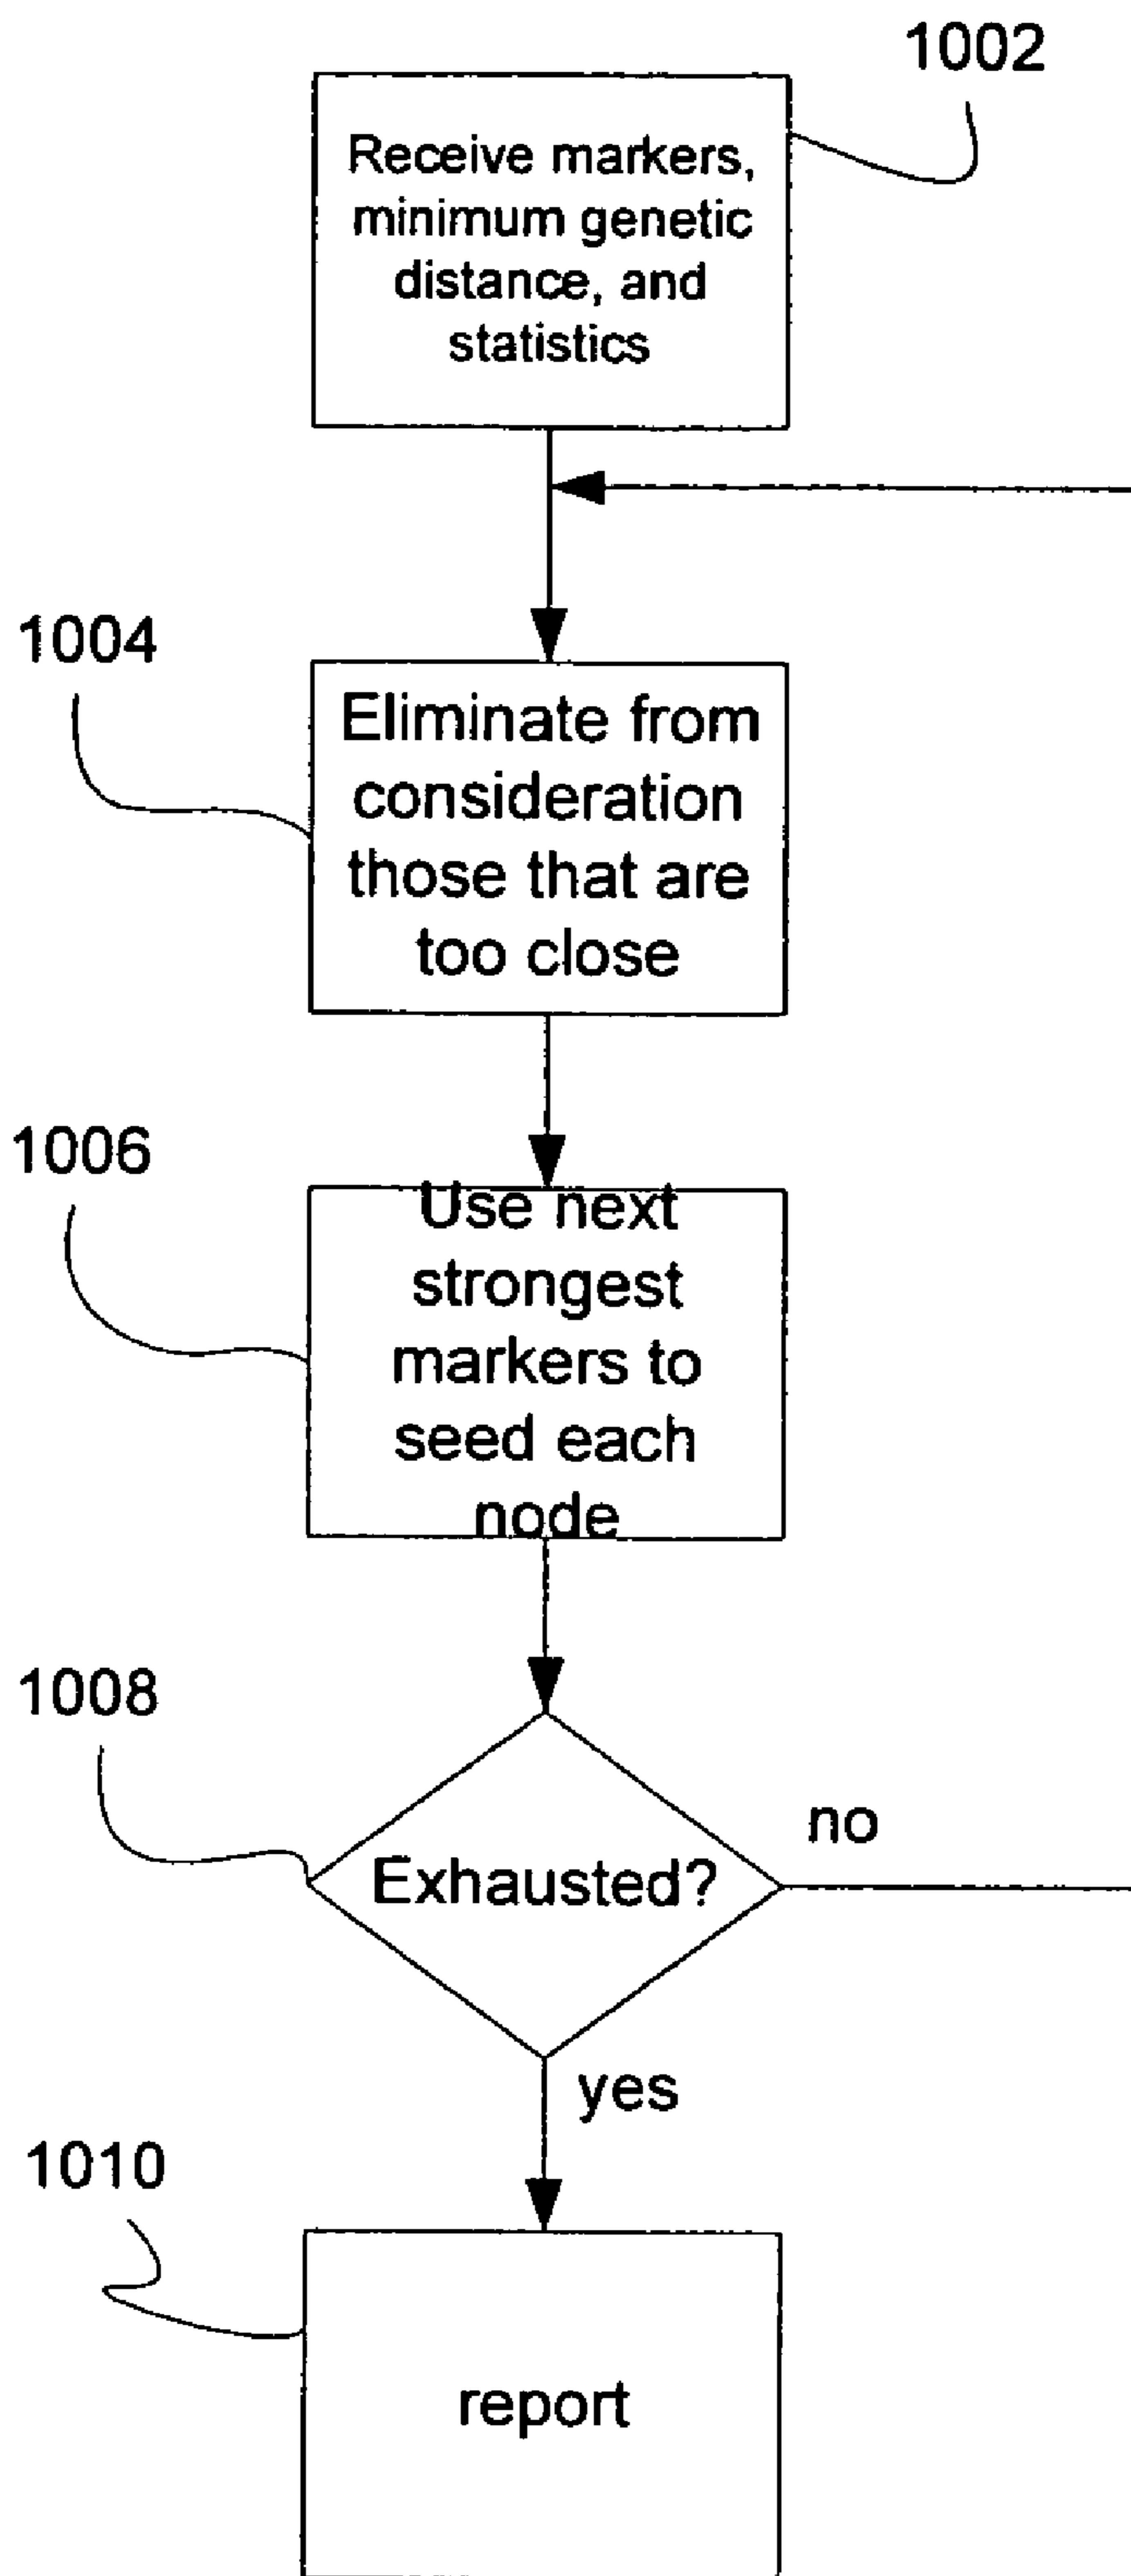 1002
Receive markers,
minimum genetic
distance, and
statistics
1004
Eliminate from
consideration
those that are
too close
1006
Use next
strongest
markers to
seed each
node
1008
Exhausted?
no
yes
1010
report